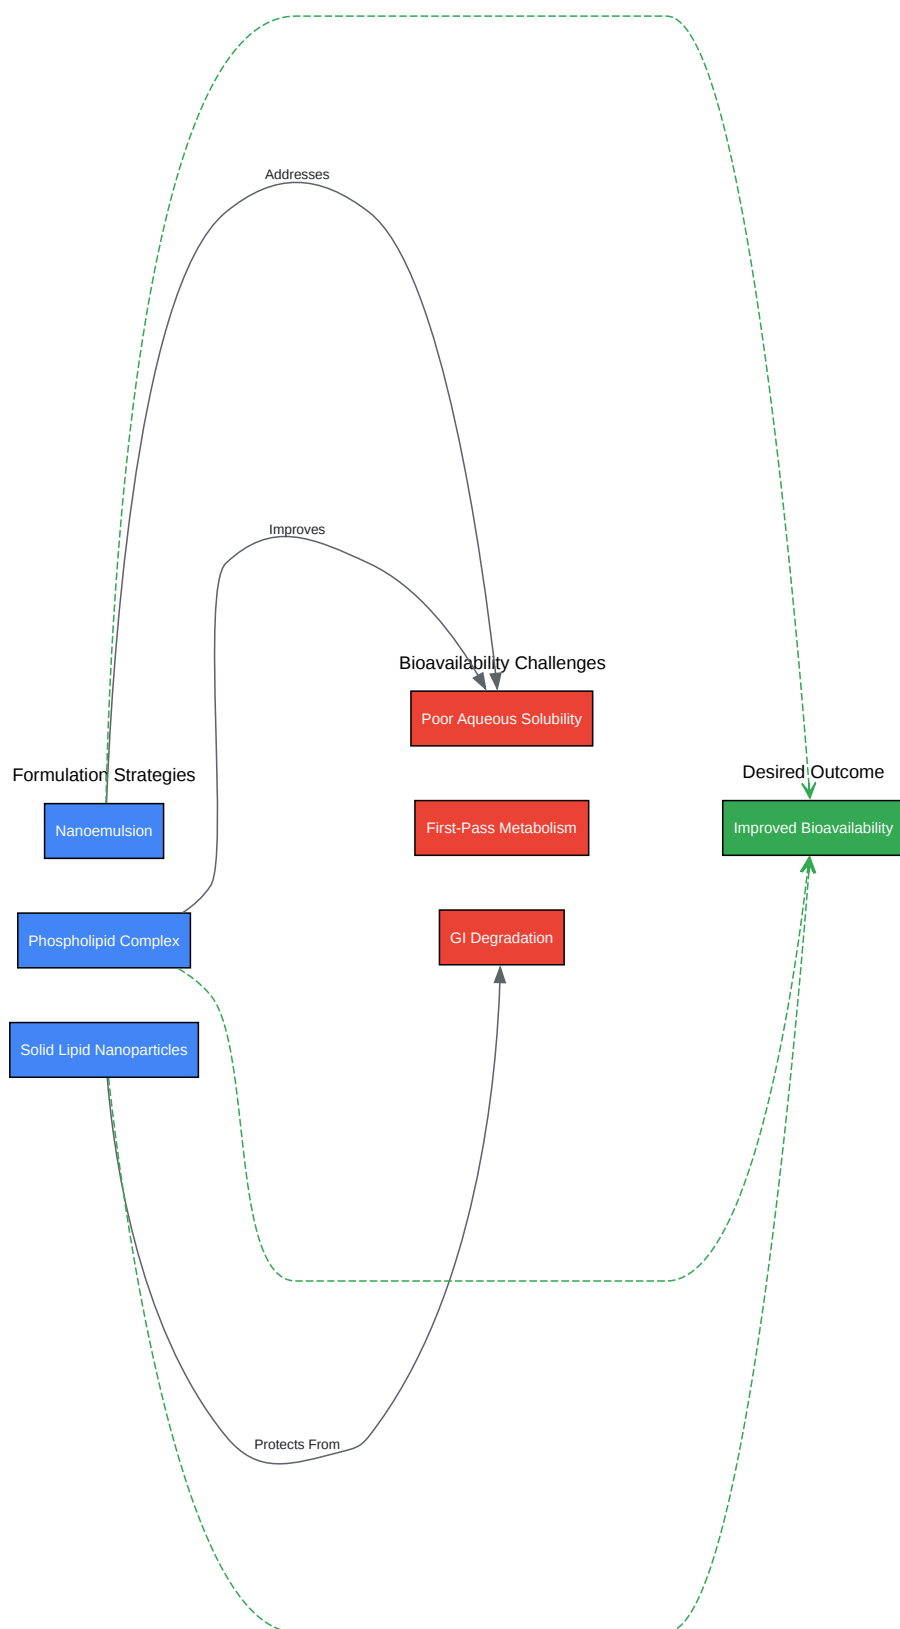 Addresses
Improves
Bioavailability Challenges
Poor Aqueous Solubility
Formulation Strategies
Desired Outcome
Nanoemulsion
First-Pass Metabolism
Improved Bioavailability
Phospholipid Complex
GI Degradation
Solid Lipid Nanoparticles
Protects From